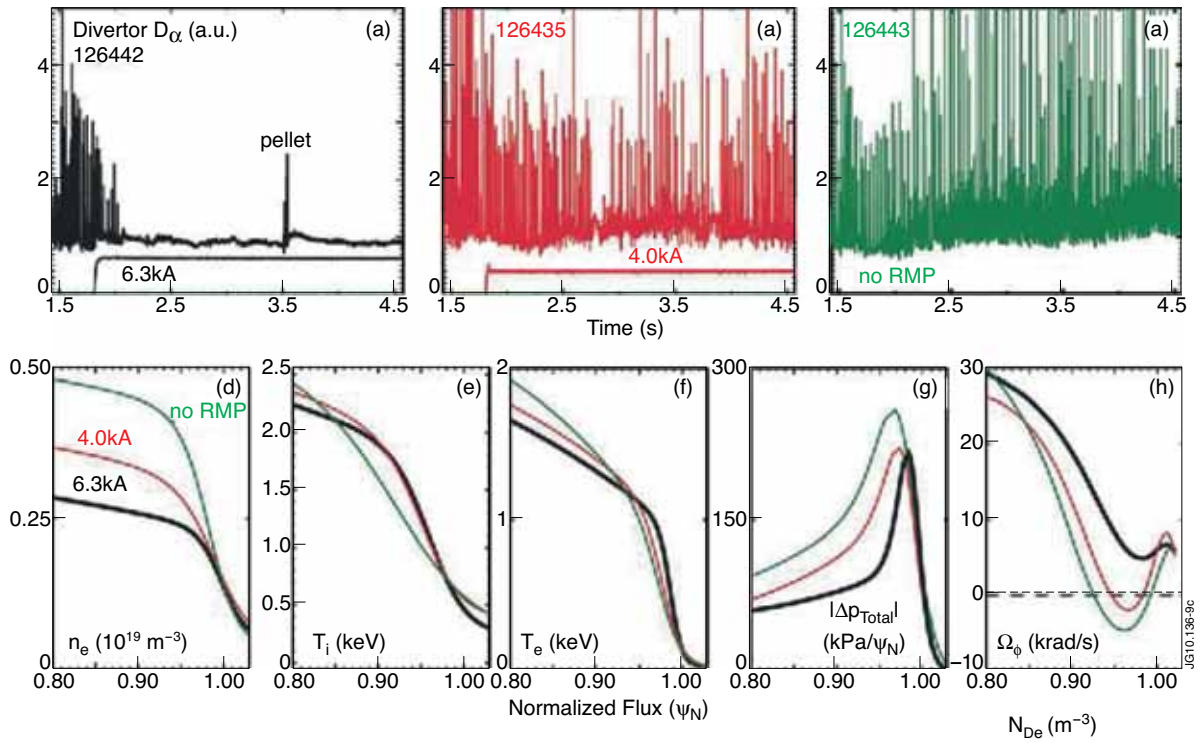 Divertor Dα (a.u.)
126442
(a)
pellet
6.3kA
4
2
0
1.5
2.5
3.5
4.5
126435
(a)
4.0kA
4
2
0
1.5
2.5
3.5
4.5
Time (s)
126443
(a)
no RMP
4
2
0
1.5
2.5
3.5
4.5
0.50
0.25
0
(d)
no RMP
4.0kA
6.3kA
ne (10¹⁹ m⁻³)
0.80
0.90
1.00
2.5
2.0
1.5
1.0
0.5
0
(e)
Ti (keV)
0.80
0.90
1.00
2
1
0
(f)
Te (keV)
0.80
0.90
1.00
Normalized Flux (ψN)
300
150
0
(g)
|ΔpTotal|
(kPa/ψN)
0.80
0.90
1.00
30
20
10
0
−10
(h)
Ωϕ (krad/s)
0.80
0.90
1.00
NDe (m⁻³)
JG10.136-9c